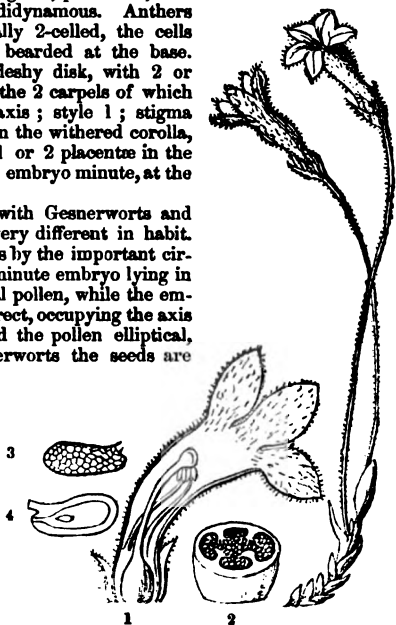 didynamous. Anthers
ally 2-celled, the cells
bearded at the base.
fleshy disk, with 2 or
the 2 carpels of which
axis ; style 1 ; stigma
n the withered corolla,
1 or 2 placentæ in the
embryo minute, at the
with Gesnerworts and
very different in habit.
s by the important cir-
minute embryo lying in
l pollen, while the em-
rect, occupying the axis
d the pollen elliptical,
erworts the seeds are
3
4
1 2